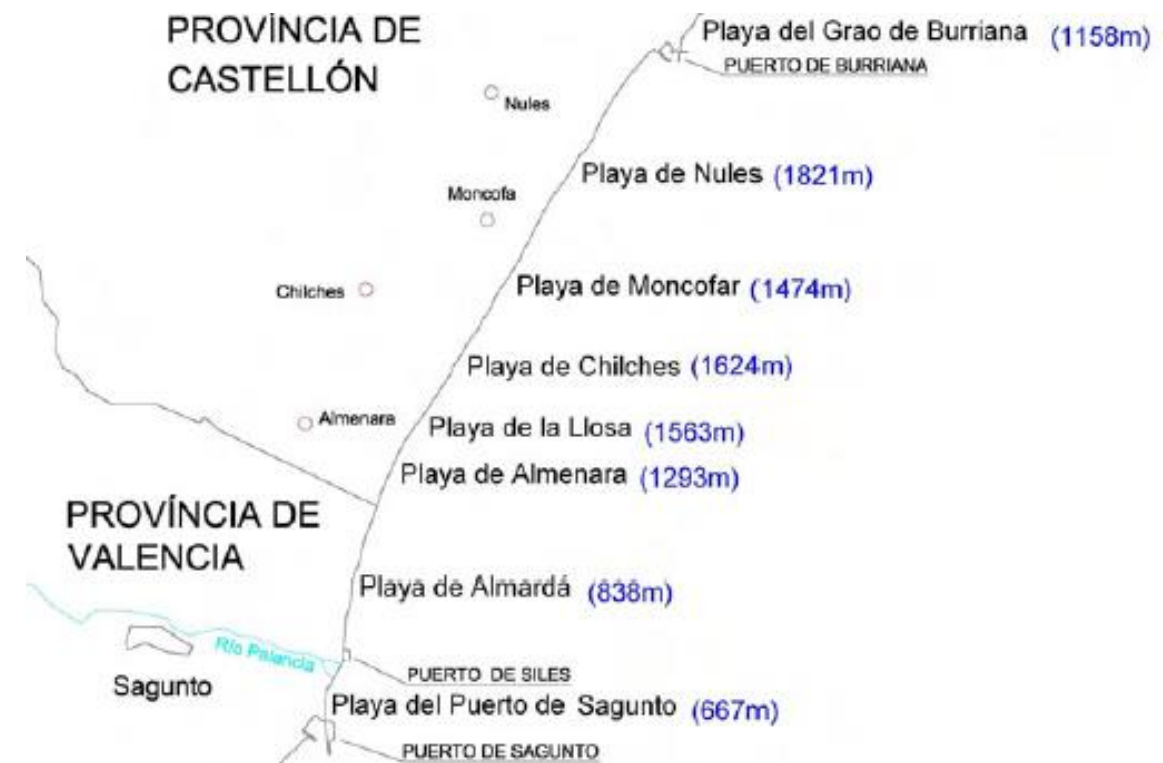 PROVÍNCIA DE
CASTELLÓN
Playa del Grao de Burriana (1158m)
PUERTO DE BURRIANA
Nules
Playa de Nules (1821m)
Moncofa
Playa de Moncofar (1474m)
Chilches
Playa de Chilches (1624m)
Almenara
Playa de la Llosa (1563m)
Playa de Almenara (1293m)
PROVÍNCIA DE
VALENCIA
Playa de Almardá (838m)
Río Palancia
Sagunto
PUERTO DE SILES
Playa del Puerto de Sagunto (667m)
PUERTO DE SAGUNTO